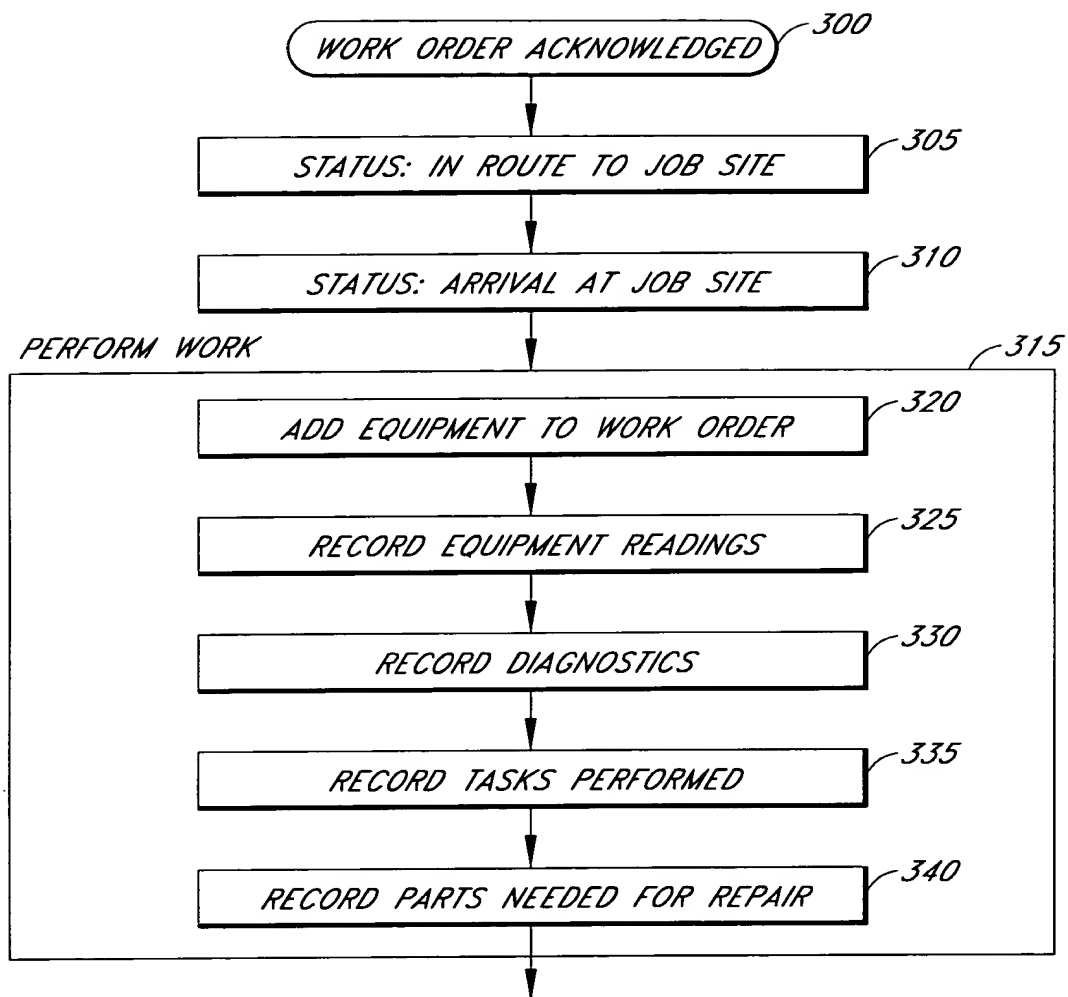 WORK ORDER ACKNOWLEDGED
300
STATUS: IN ROUTE TO JOB SITE
305
STATUS: ARRIVAL AT JOB SITE
310
PERFORM WORK
315
ADD EQUIPMENT TO WORK ORDER
320
RECORD EQUIPMENT READINGS
325
RECORD DIAGNOSTICS
330
RECORD TASKS PERFORMED
335
RECORD PARTS NEEDED FOR REPAIR
340